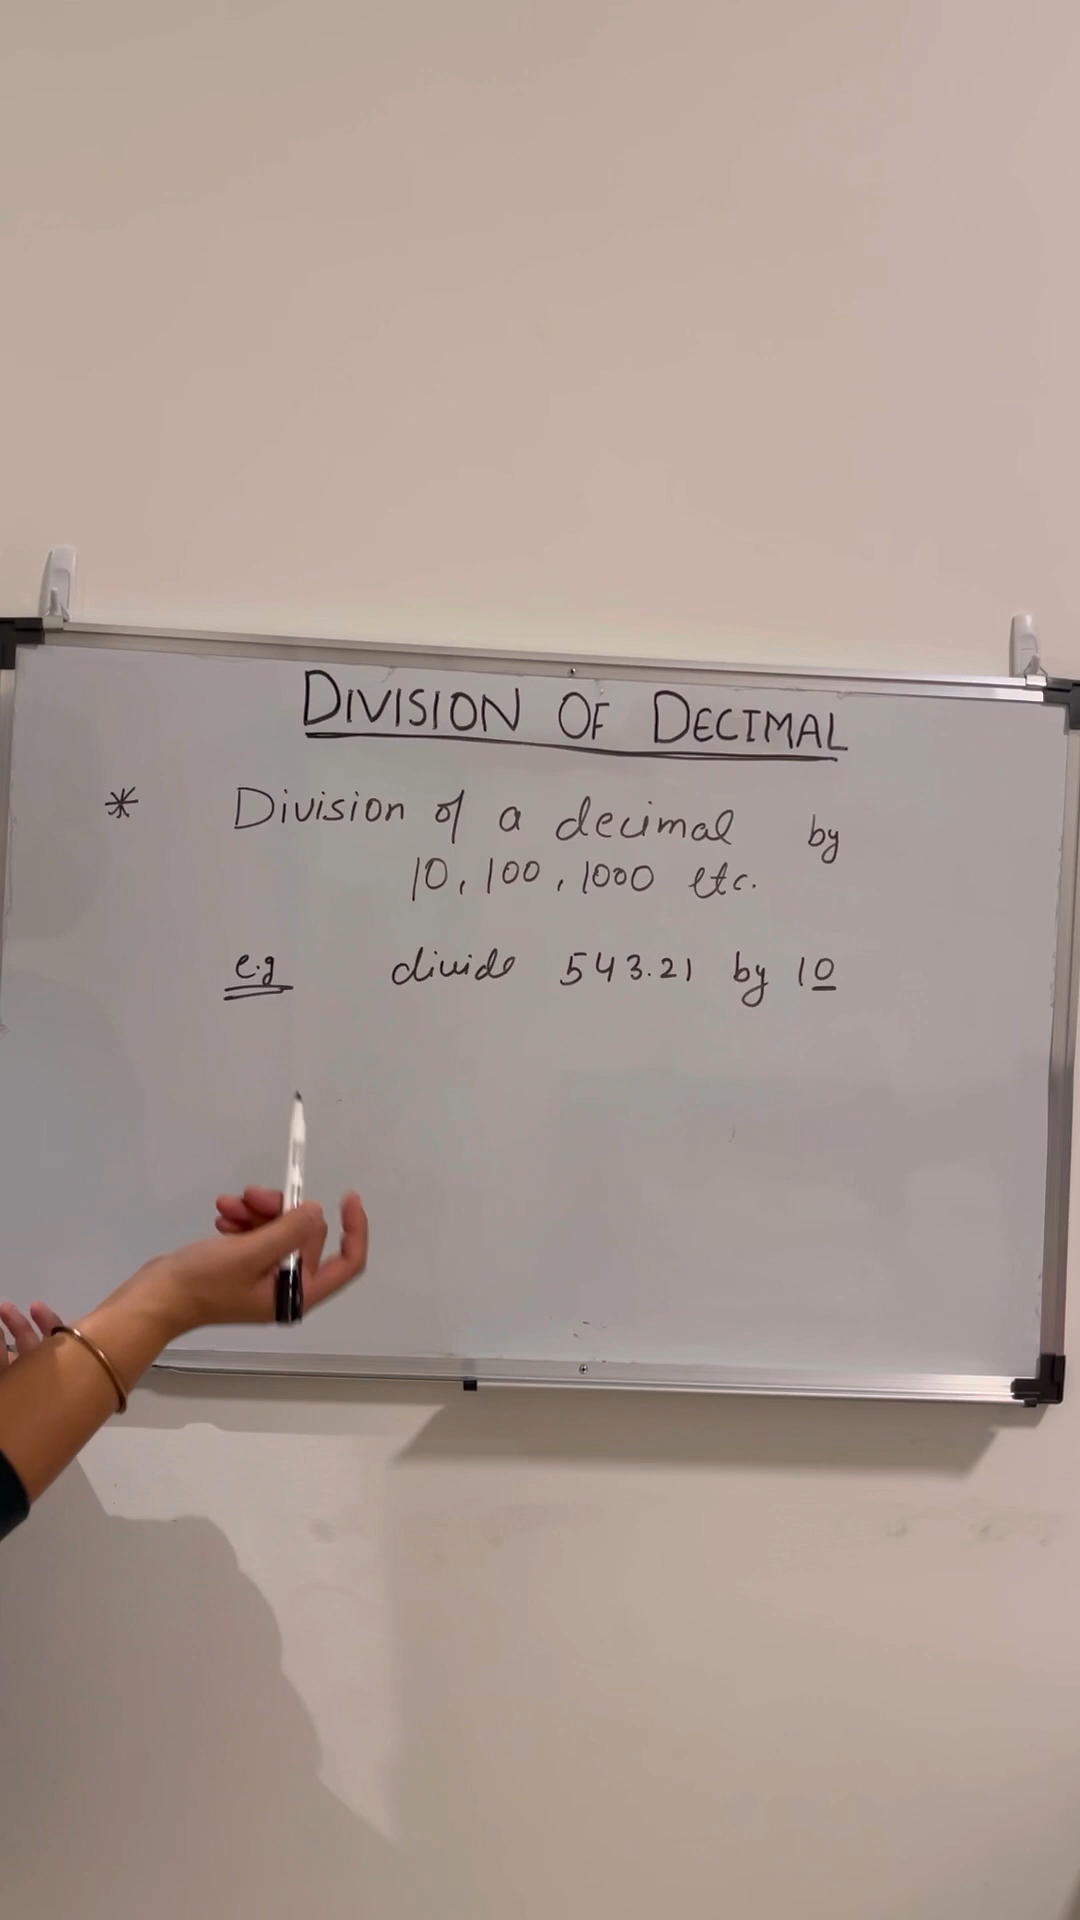 DIVISION OF DECIMAL
* Division of a decimal by
10, 100, 1000 etc.
e.g divide 543.21 by 10